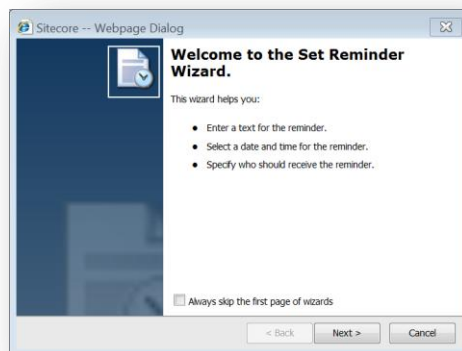 Sitecore -- Webpage Dialog
Welcome to the Set Reminder
Wizard.
This wizard helps you:
• Enter a text for the reminder.
• Select a date and time for the reminder.
• Specify who should receive the reminder.
Always skip the first page of wizards
< Back Next > Cancel